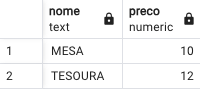 nome preco
text numeric
1 MESA 10
2 TESOURA 12